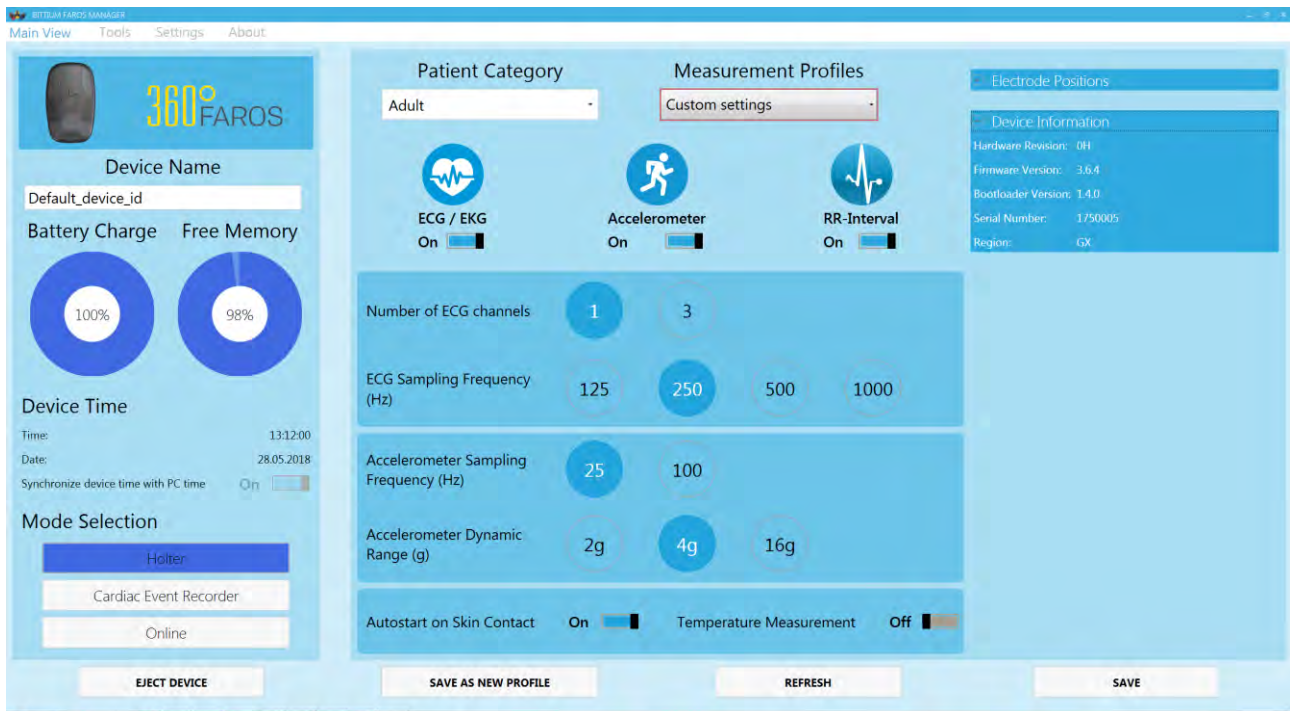 BITTIUM FAROS MANAGER
Main View Tools Settings About
360° FAROS
Device Name
Default_device_id
Battery Charge Free Memory
100% 98%
Device Time
Time: 13:12:00
Date: 28.05.2018
Synchronize device time with PC time On
Mode Selection
Holter
Cardiac Event Recorder
Online
EJECT DEVICE
Patient Category Measurement Profiles
Adult Custom settings
ECG / EKG Accelerometer RR-Interval
On On On
Number of ECG channels 1 3
ECG Sampling Frequency
(Hz) 125 250 500 1000
Accelerometer Sampling
Frequency (Hz) 25 100
Accelerometer Dynamic
Range (g) 2g 4g 16g
Autostart on Skin Contact On Temperature Measurement Off
SAVE AS NEW PROFILE REFRESH SAVE
Electrode Positions
Device Information
Hardware Revision: 0H
Firmware Version: 3.6.4
Bootloader Version: 1.4.0
Serial Number: 1750005
Region: GX